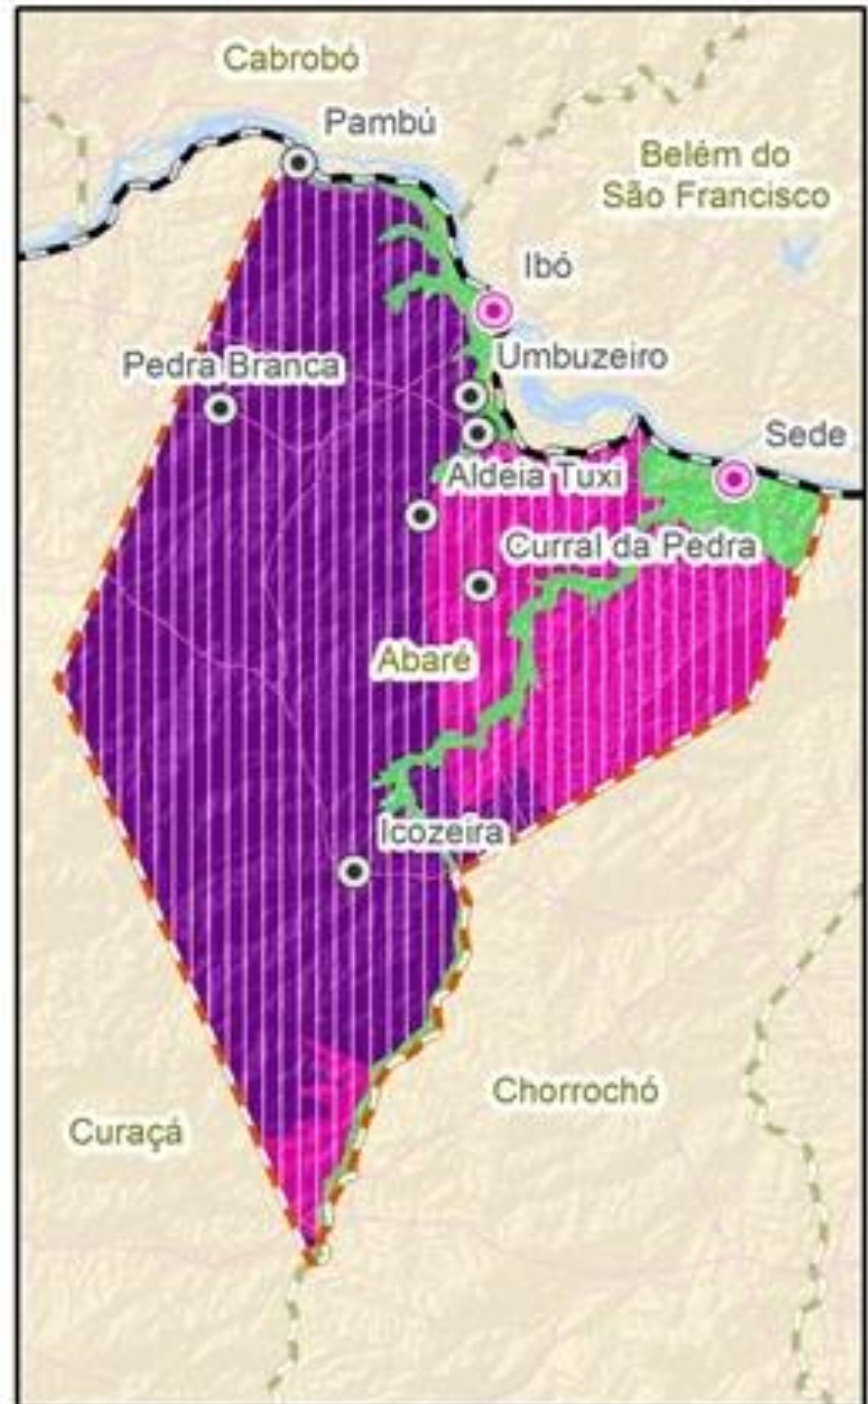 Cabrobó
Pambú
Belém do
São Francisco
Ibó
Umbuzeiro
Pedra Branca
Sede
Aldeia Tuxi
Curral da Pedra
Abaré
Icozeira
Chorrochó
Curaçá